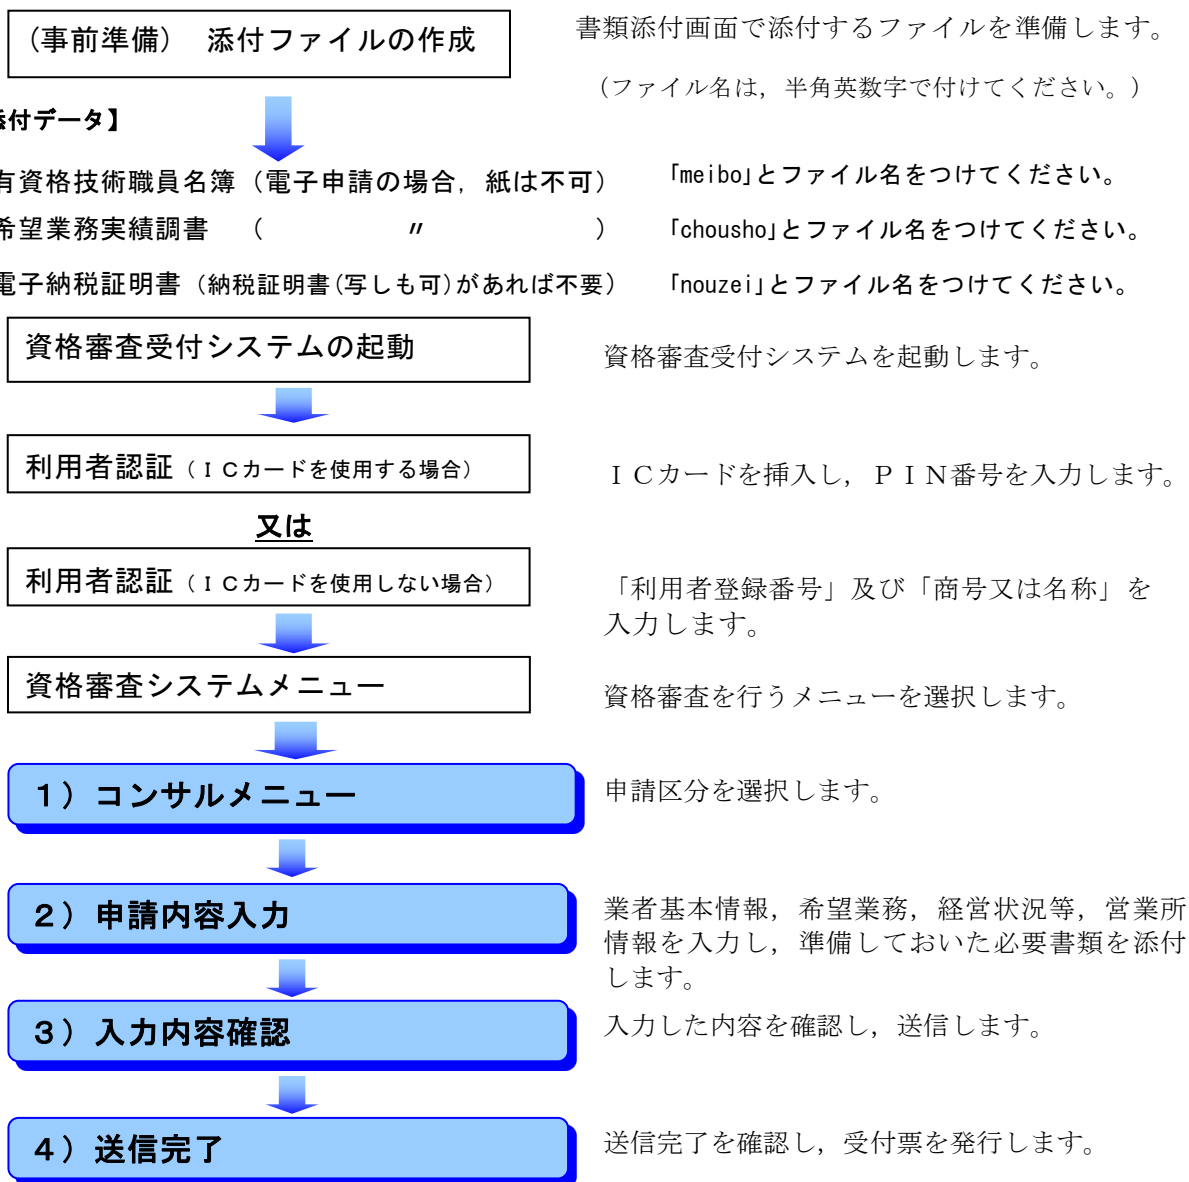 （事前準備）　添付ファイルの作成
書類添付画面で添付するファイルを準備します。
（ファイル名は，半角英数字で付けてください。）
添付データ】
有資格技術職員名簿（電子申請の場合，紙は不可）　「meibo」とファイル名をつけてください。
希望業務実績調書　（　　〃　　）　「chousho」とファイル名をつけてください。
電子納税証明書（納税証明書(写しも可)があれば不要）　「nouzei」とファイル名をつけてください。
資格審査受付システムの起動
資格審査受付システムを起動します。
利用者認証（ＩＣカードを使用する場合）
ＩＣカードを挿入し，ＰＩＮ番号を入力します。
又は
利用者認証（ＩＣカードを使用しない場合）
「利用者登録番号」及び「商号又は名称」を
入力します。
資格審査システムメニュー
資格審査を行うメニューを選択します。
１）コンサルメニュー
申請区分を選択します。
２）申請内容入力
業者基本情報，希望業務，経営状況等，営業所
情報を入力し，準備しておいた必要書類を添付
します。
３）入力内容確認
入力した内容を確認し，送信します。
４）送信完了
送信完了を確認し，受付票を発行します。